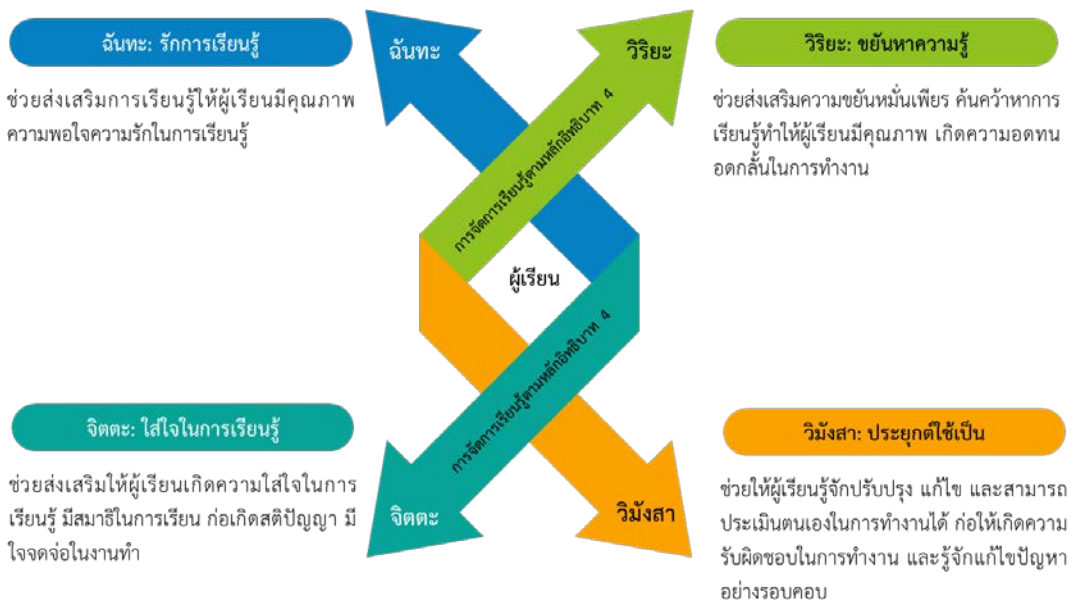 ฉันทะ: รักการเรียนรู้
ช่วยส่งเสริมการเรียนรู้ให้ผู้เรียนมีคุณภาพ
ความพอใจความรักในการเรียนรู้
ฉันทะ
วิริยะ
วิริยะ: ขยันหาความรู้
ช่วยส่งเสริมความขยันหมั่นเพียร ค้นคว้าหาการ
เรียนรู้ทำให้ผู้เรียนมีคุณภาพ เกิดความอดทน
อดกลั้นในการทำงาน
การจัดการเรียนรู้ตามหลักอิทธิบาท 4
ผู้เรียน
การจัดการเรียนรู้ตามหลักอิทธิบาท 4
จิตตะ: ใส่ใจในการเรียนรู้
ช่วยส่งเสริมให้ผู้เรียนเกิดความใส่ใจในการ
เรียนรู้ มีสมาธิในการเรียน ก่อเกิดสติปัญญา มี
ใจจดจ่อในงานทำ
จิตตะ
วิมังสา
วิมังสา: ประยุกต์ใช้เป็น
ช่วยให้ผู้เรียนรู้จักปรับปรุง แก้ไข และสามารถ
ประเมินตนเองในการทำงานได้ ก่อให้เกิดความ
รับผิดชอบในการทำงาน และรู้จักแก้ไขปัญหา
อย่างรอบคอบ